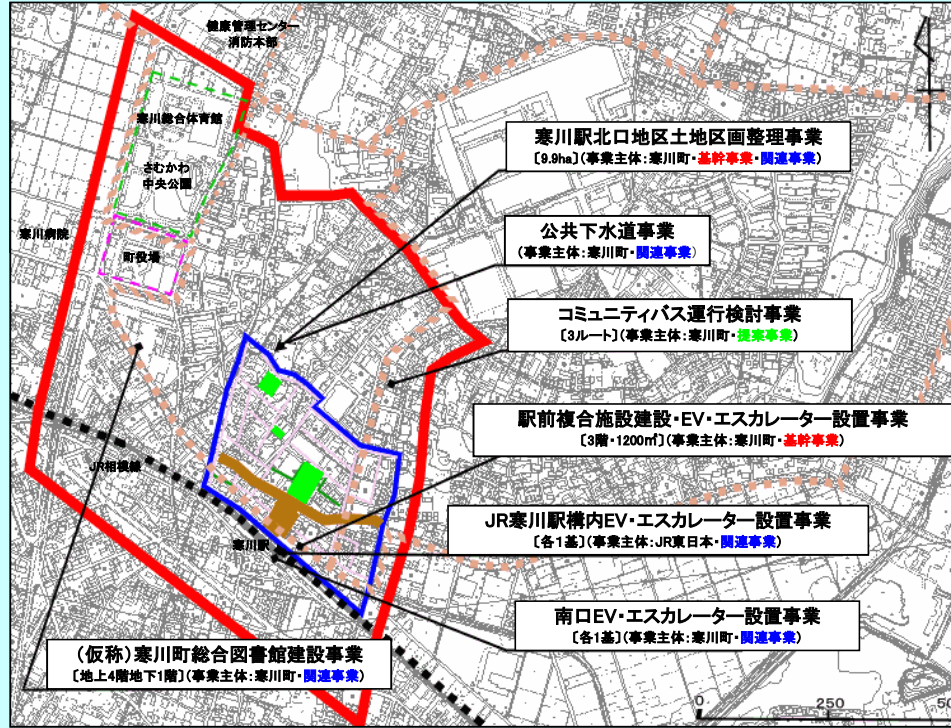 健康管理センター
消防本部
寒川総合体育館
さむかわ
中央公園
寒川病院
町役場
寒川駅北口地区土地区画整理事業
〔9.9ha〕(事業主体:寒川町・基幹事業・関連事業)
公共下水道事業
(事業主体:寒川町・関連事業)
コミュニティバス運行検討事業
〔3ルート〕(事業主体:寒川町・提案事業)
駅前複合施設建設・EV・エスカレーター設置事業
〔3階・1200㎡〕(事業主体:寒川町・基幹事業)
JR相模線
寒川駅
JR寒川駅構内EV・エスカレーター設置事業
〔各1基〕(事業主体:JR東日本・関連事業)
南口EV・エスカレーター設置事業
〔各1基〕(事業主体:寒川町・関連事業)
(仮称)寒川町総合図書館建設事業
〔地上4階地下1階〕(事業主体:寒川町・関連事業)
0 250